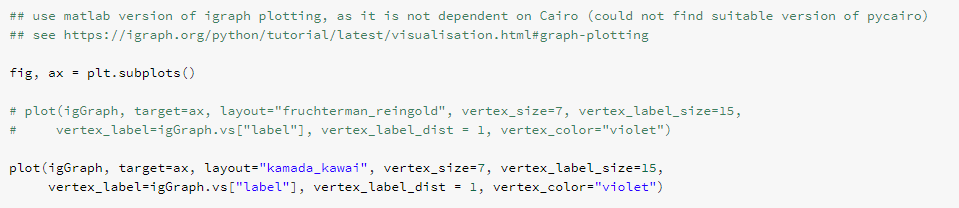 ## use matlab version of igraph plotting, as it is not dependent on Cairo (could not find suitable version of pycairo)
## see https://igraph.org/python/tutorial/latest/visualisation.html#graph-plotting
fig, ax = plt.subplots()
# plot(igGraph, target=ax, layout="fruchterman_reingold", vertex_size=7, vertex_label_size=15,
#     vertex_label=igGraph.vs["label"], vertex_label_dist = 1, vertex_color="violet")
plot(igGraph, target=ax, layout="kamada_kawai", vertex_size=7, vertex_label_size=15,
     vertex_label=igGraph.vs["label"], vertex_label_dist = 1, vertex_color="violet")